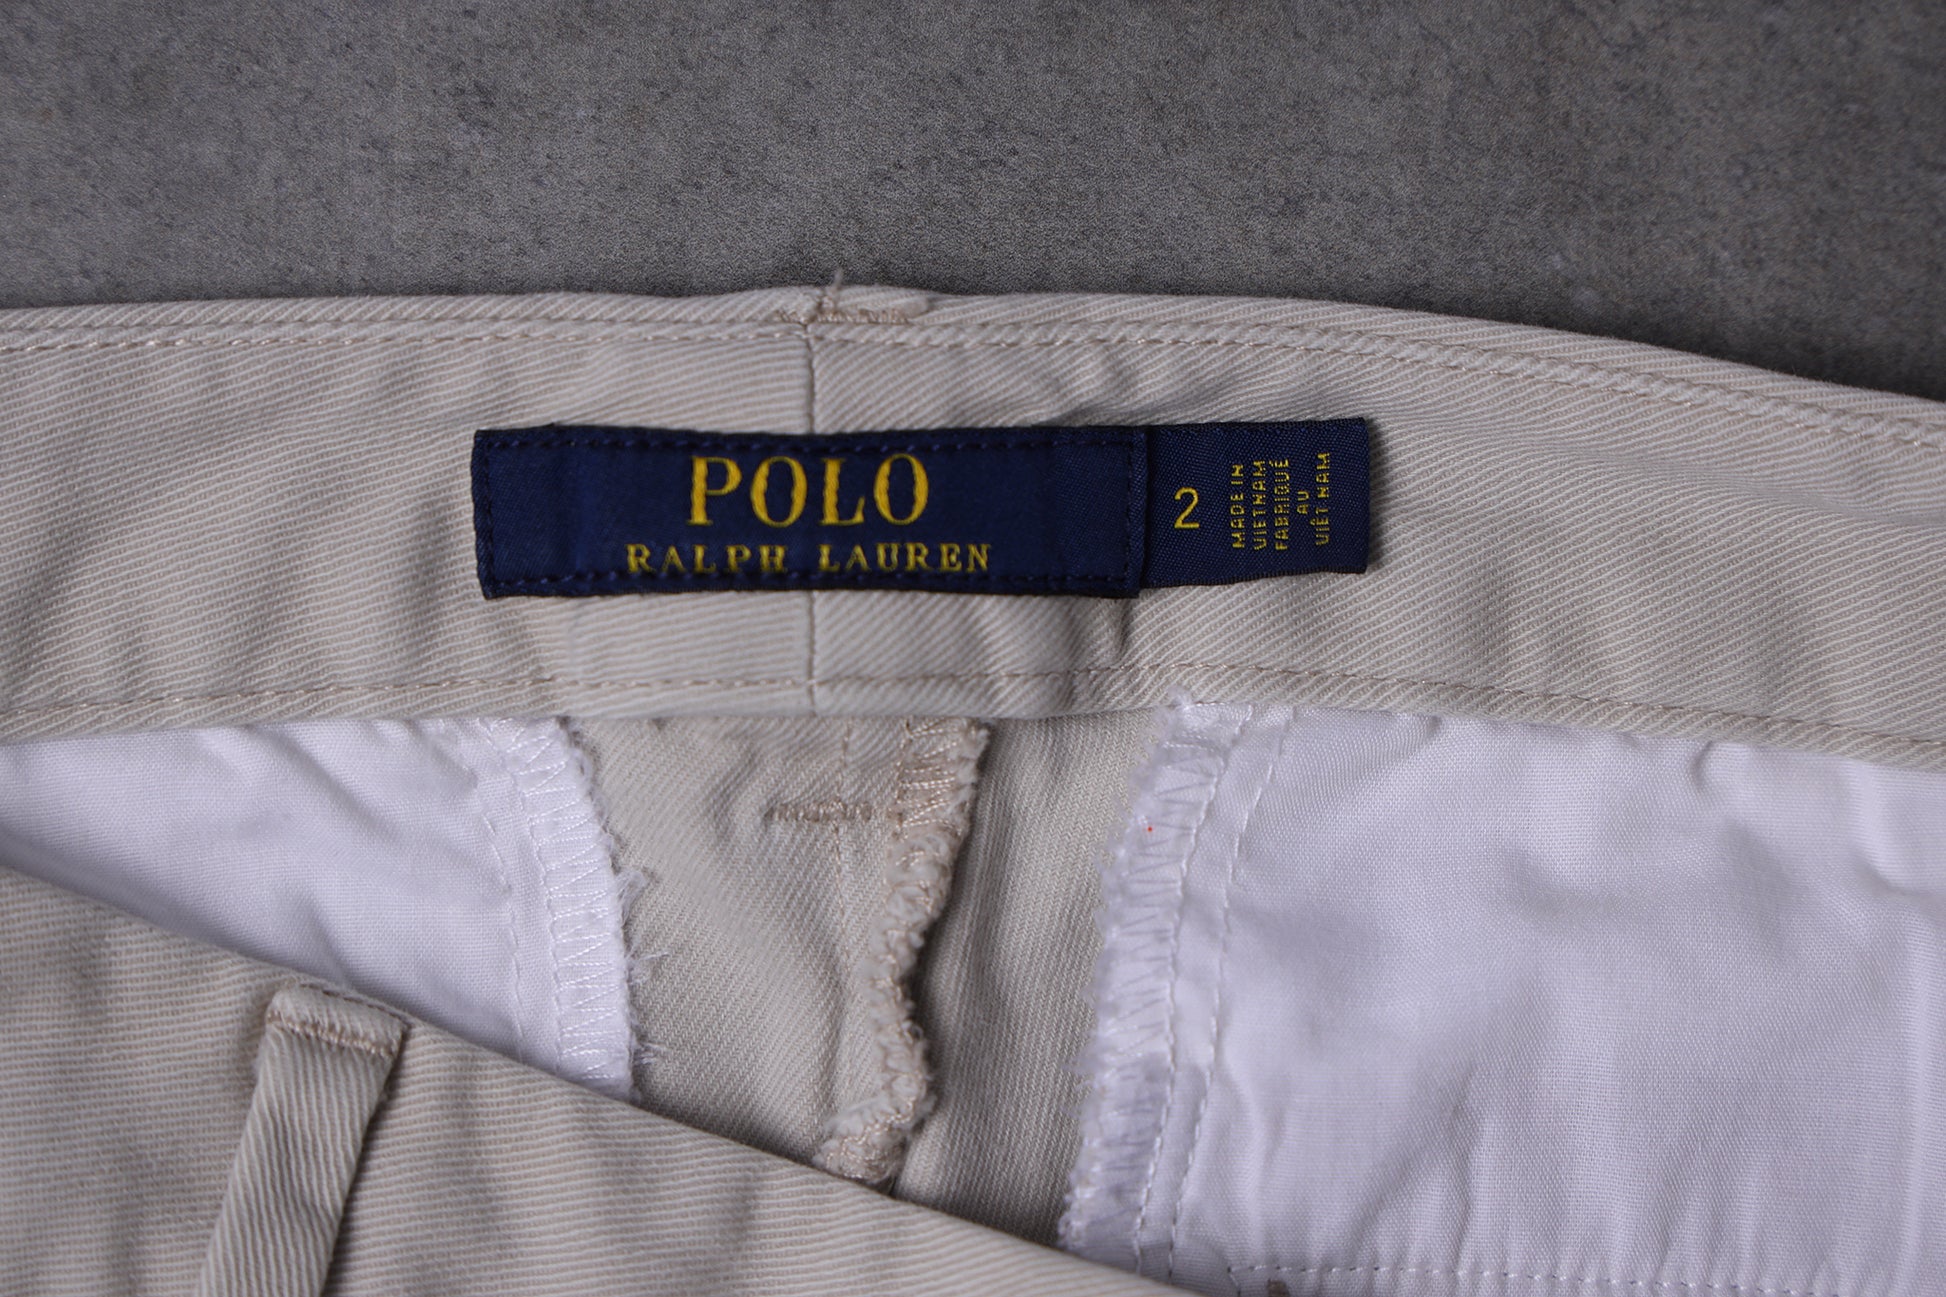 POLO
RALPH LAUREN
2
MADE IN
VIETNAM
FABRIQUÉ
AU
VIÊT NAM